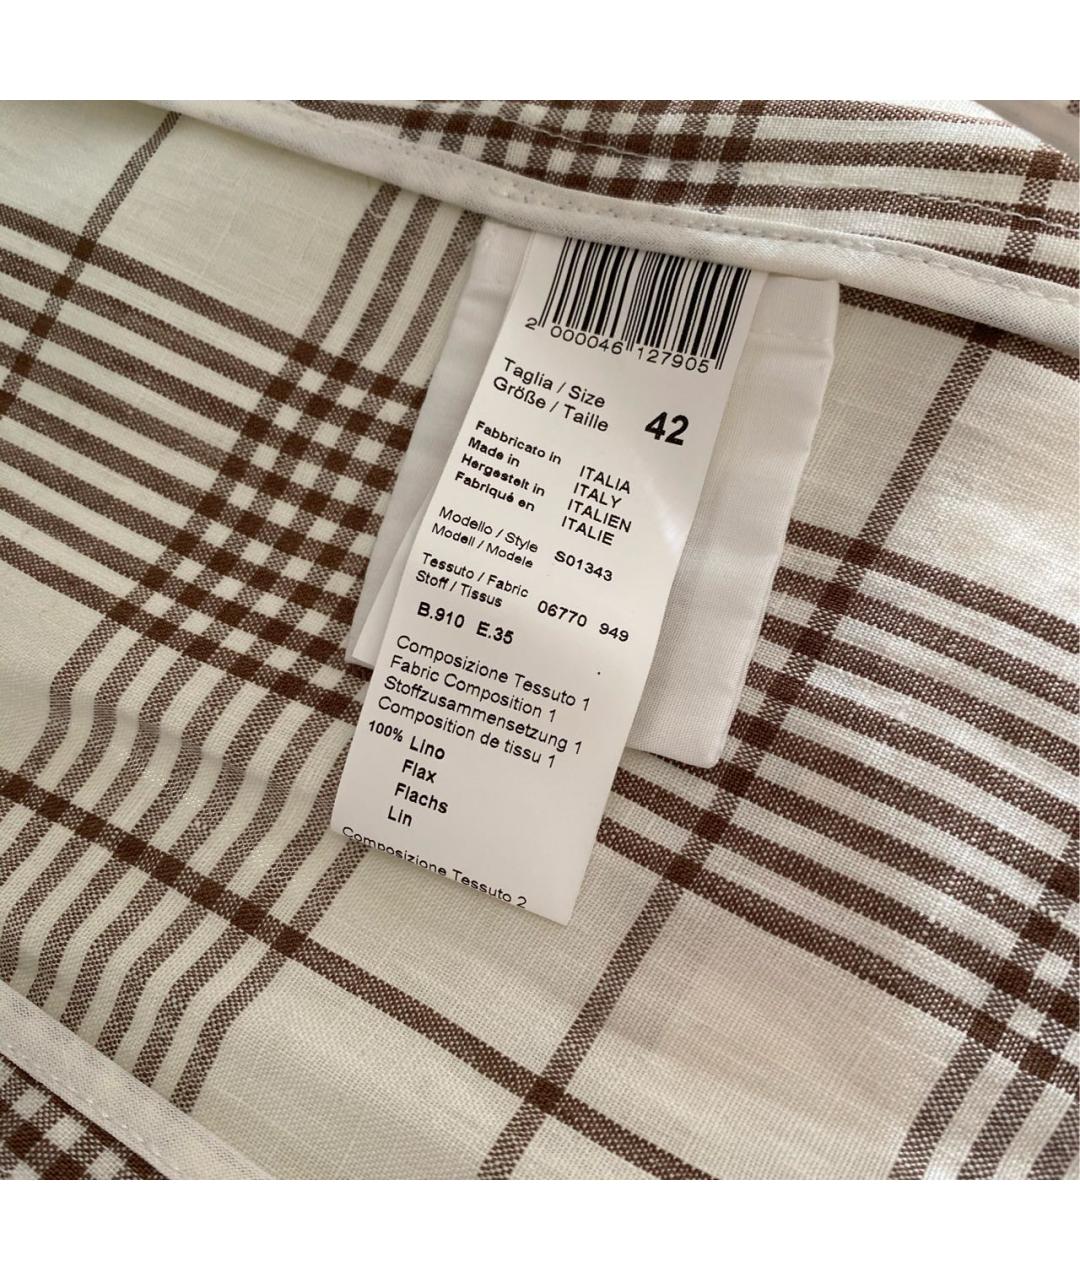 2 000046 127905
Taglia / Size
Größe / Taille 42
Fabbricato in ITALIA
Made in ITALY
Hergestelt in ITALIEN
Fabriqué en ITALIE
Modello / Style
Modell / Modele S01343
Tessuto / Fabric
Stoff / Tissus 06770 949
B.910 E.35
Composizione Tessuto 1
Fabric Composition 1
Stoffzusammensetzung 1
Composition de tissu 1
100% Lino
Flax
Flachs
Lin
Composizione Tessuto 2